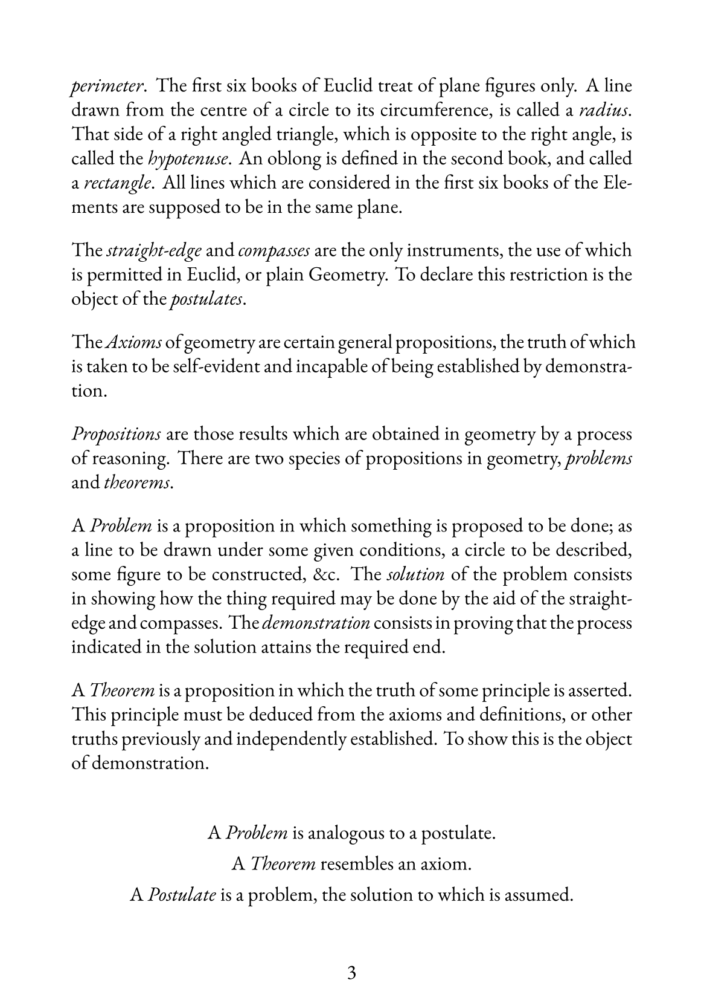 perimeter. The first six books of Euclid treat of plane figures only. A line
drawn from the centre of a circle to its circumference, is called a radius.
That side of a right angled triangle, which is opposite to the right angle, is
called the hypotenuse. An oblong is defined in the second book, and called
a rectangle. All lines which are considered in the first six books of the Ele-
ments are supposed to be in the same plane.
The straight-edge and compasses are the only instruments, the use of which
is permitted in Euclid, or plain Geometry. To declare this restriction is the
object of the postulates.
The Axioms of geometry are certain general propositions, the truth of which
is taken to be self-evident and incapable of being established by demonstra-
tion.
Propositions are those results which are obtained in geometry by a process
of reasoning. There are two species of propositions in geometry, problems
and theorems.
A Problem is a proposition in which something is proposed to be done; as
a line to be drawn under some given conditions, a circle to be described,
some figure to be constructed, &c. The solution of the problem consists
in showing how the thing required may be done by the aid of the straight-
edge and compasses. The demonstration consists in proving that the process
indicated in the solution attains the required end.
A Theorem is a proposition in which the truth of some principle is asserted.
This principle must be deduced from the axioms and definitions, or other
truths previously and independently established. To show this is the object
of demonstration.
A Problem is analogous to a postulate.
A Theorem resembles an axiom.
A Postulate is a problem, the solution to which is assumed.
3